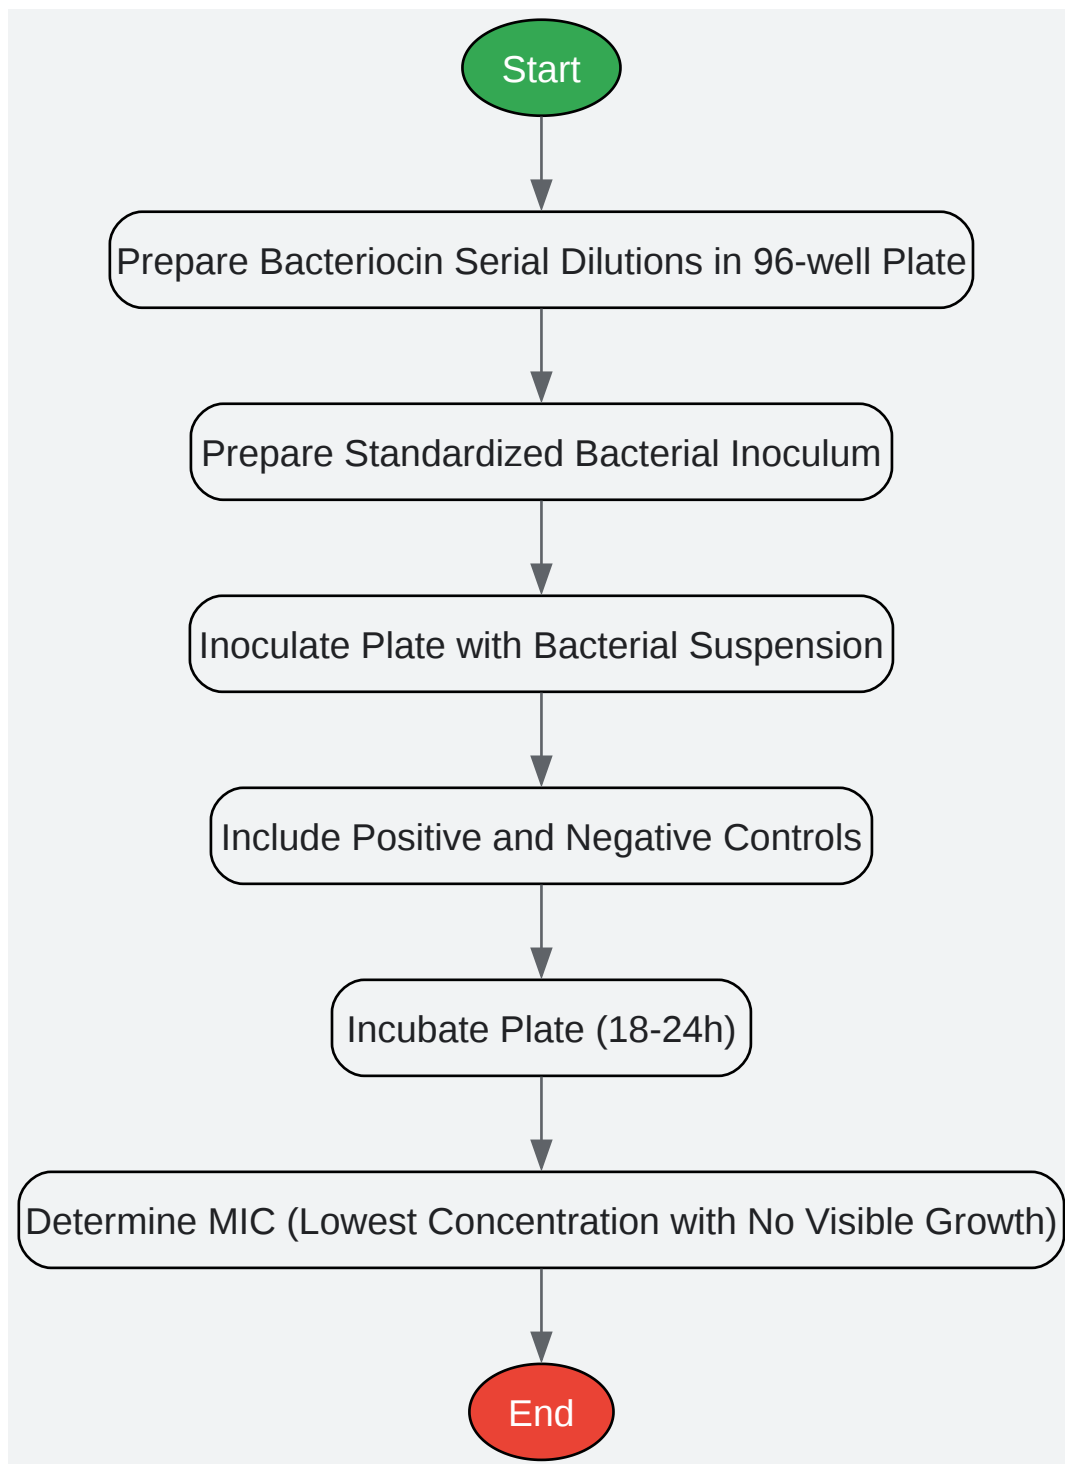 Start
Prepare Bacteriocin Serial Dilutions in 96-well Plate
Prepare Standardized Bacterial Inoculum
Inoculate Plate with Bacterial Suspension
Include Positive and Negative Controls
Incubate Plate (18-24h)
Determine MIC (Lowest Concentration with No Visible Growth)
End